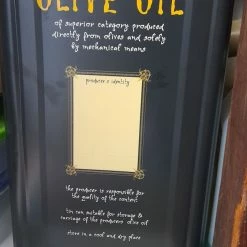 OLIVE OIL
of superior category produced
directly from olives and solely
by mechanical means
producer's identity
the producer is responsible for
the quality of the content
tin can suitable for storage &
carriage of the producers' olive oil
store in a cool and dry place